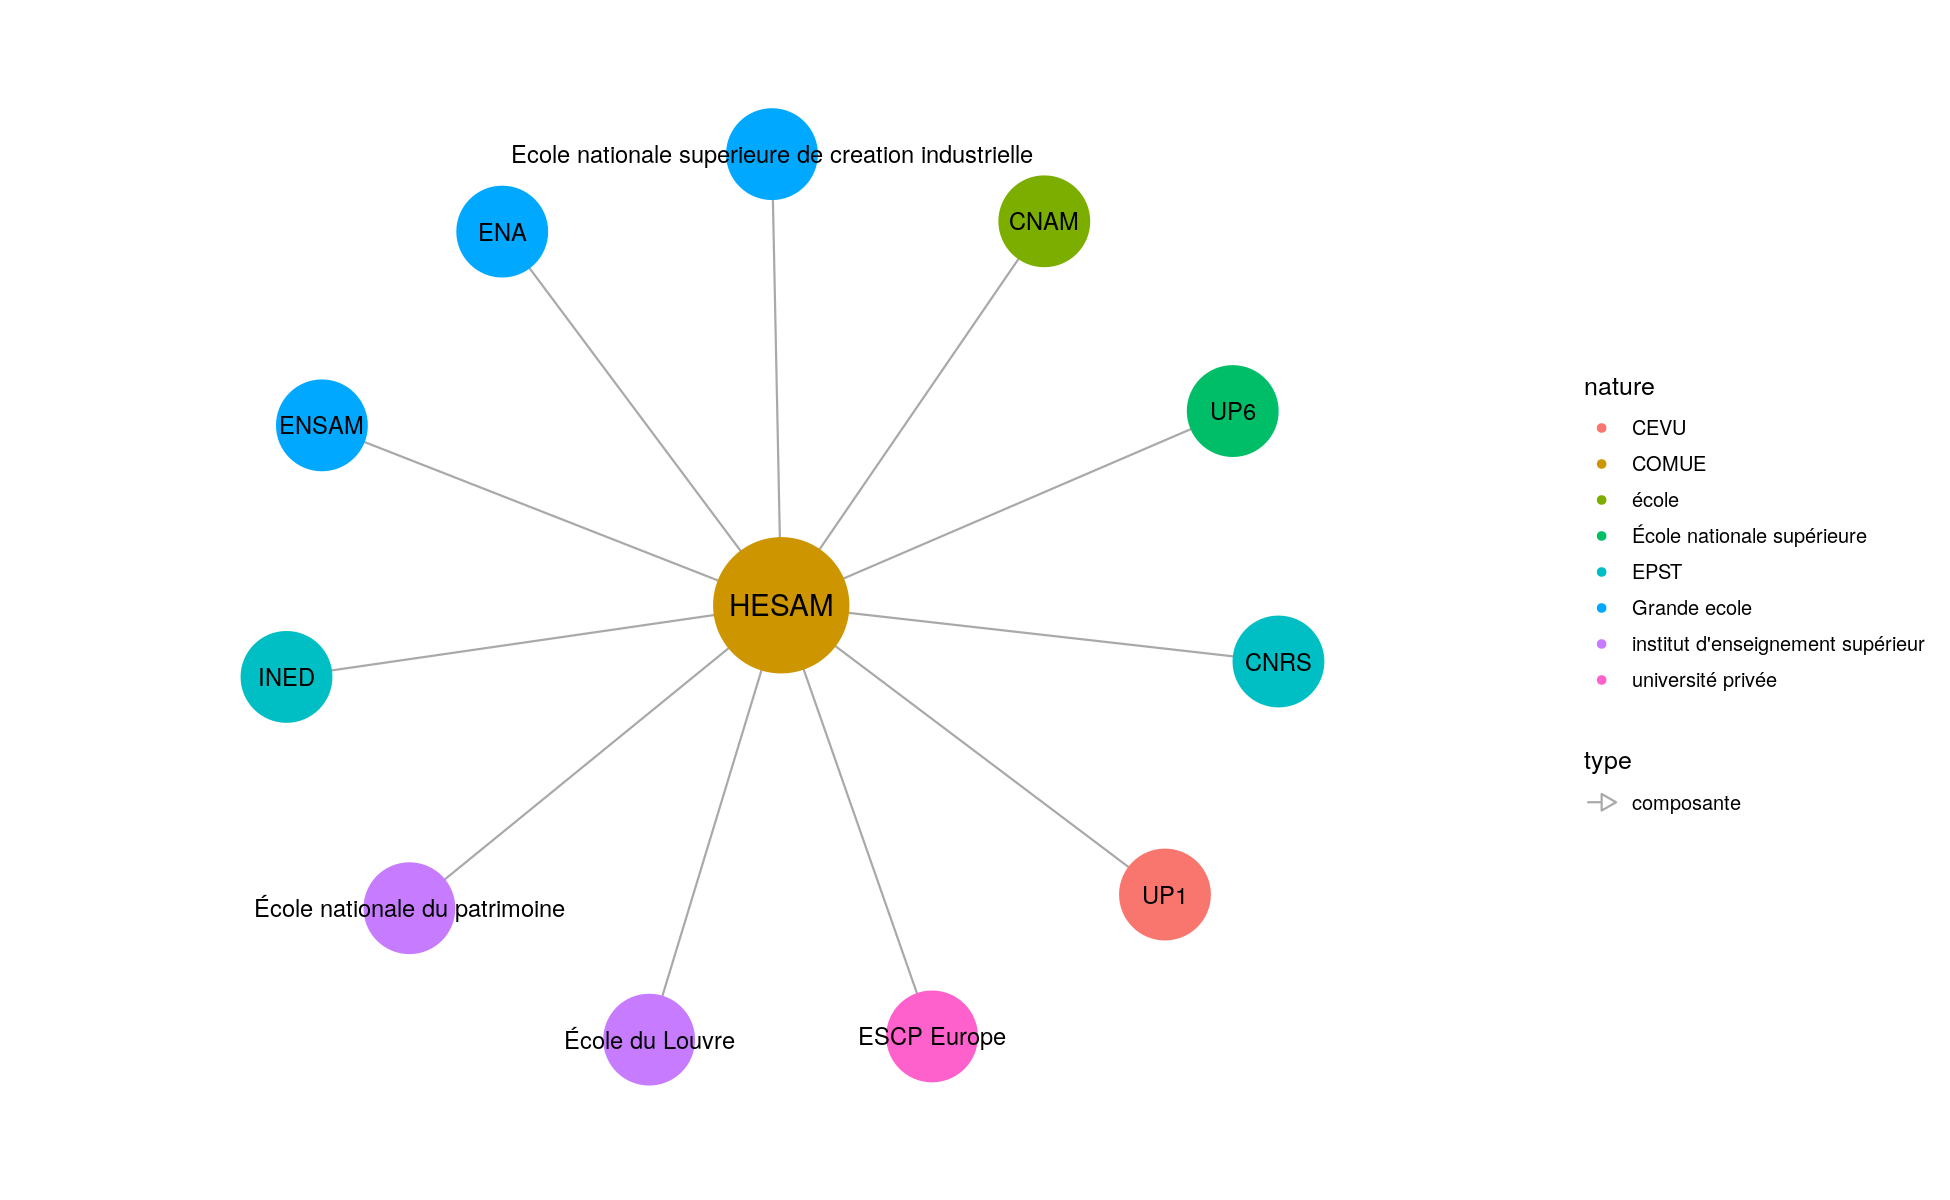 Ecole nationale superieure de creation industrielle
CNAM
ENA
UP6
ENSAM
HESAM
CNRS
INED
UP1
École nationale du patrimoine
ESCP Europe
École du Louvre
nature
CEVU
COMUE
école
École nationale supérieure
EPST
Grande ecole
institut d'enseignement supérieur
université privée
type
composante